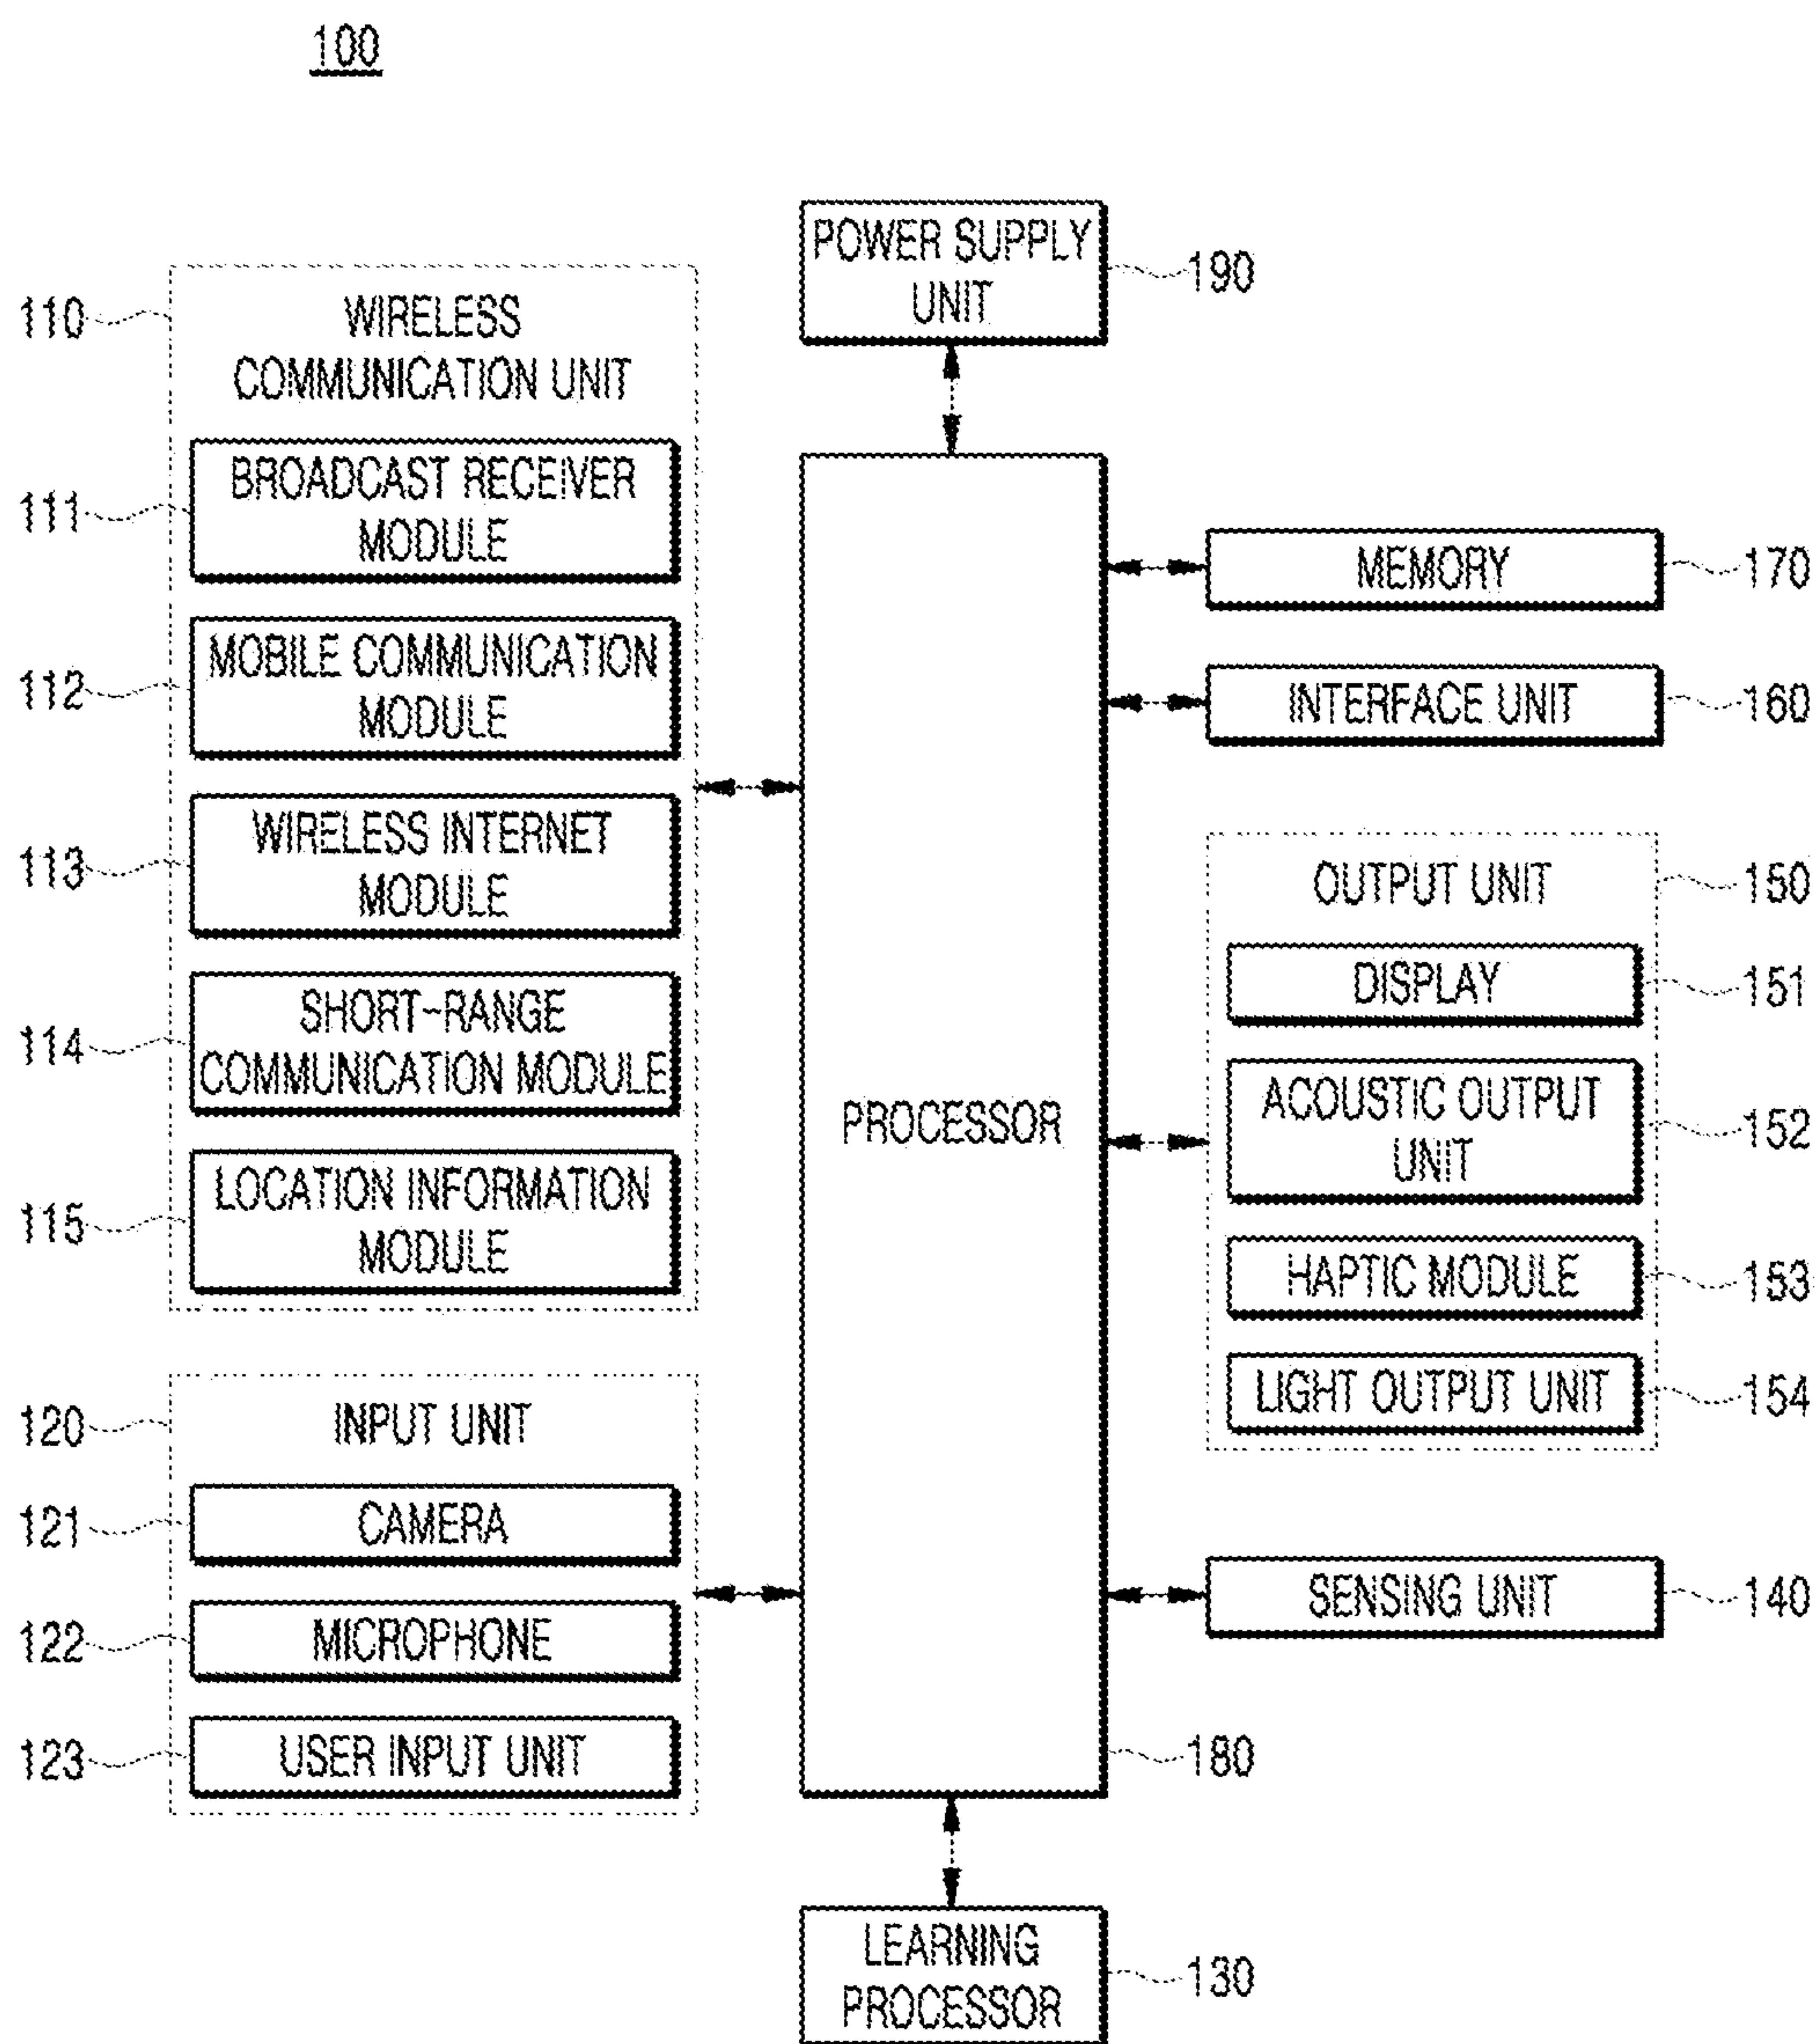 100
POWER SUPPLY
UNIT
190
110
WIRELESS
COMMUNICATION UNIT
111
BROADCAST RECEIVER
MODULE
112
MOBILE COMMUNICATION
MODULE
113
WIRELESS INTERNET
MODULE
114
SHORT-RANGE
COMMUNICATION MODULE
115
LOCATION INFORMATION
MODULE
120
INPUT UNIT
121
CAMERA
122
MICROPHONE
123
USER INPUT UNIT
PROCESSOR
180
MEMORY
170
INTERFACE UNIT
160
OUTPUT UNIT
150
DISPLAY
151
ACOUSTIC OUTPUT
UNIT
152
HAPTIC MODULE
153
LIGHT OUTPUT UNIT
154
SENSING UNIT
140
LEARNING
PROCESSOR
130